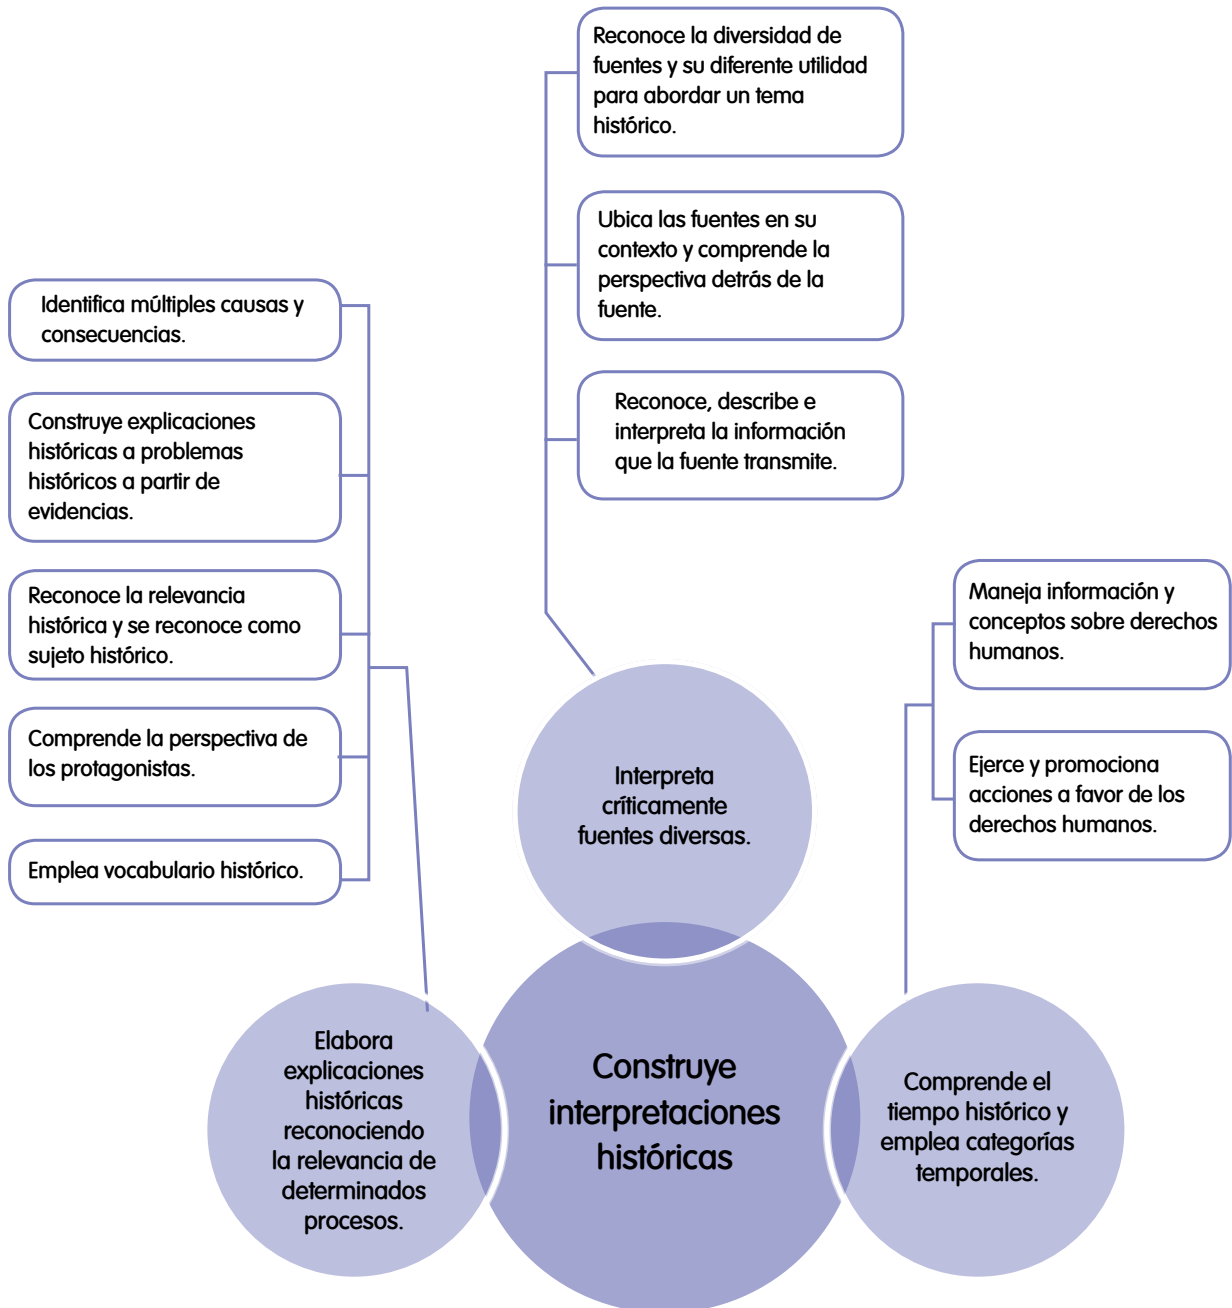 Reconoce la diversidad de
fuentes y su diferente utilidad
para abordar un tema
histórico.
Ubica las fuentes en su
contexto y comprende la
perspectiva detrás de la
fuente.
Reconoce, describe e
interpreta la información
que la fuente transmite.
Identifica múltiples causas y
consecuencias.
Construye explicaciones
históricas a problemas
históricos a partir de
evidencias.
Reconoce la relevancia
histórica y se reconoce como
sujeto histórico.
Comprende la perspectiva de
los protagonistas.
Emplea vocabulario histórico.
Maneja información y
conceptos sobre derechos
humanos.
Ejerce y promociona
acciones a favor de los
derechos humanos.
Interpreta
críticamente
fuentes diversas.
Elabora
explicaciones
históricas
reconociendo
la relevancia de
determinados
procesos.
Construye
interpretaciones
históricas
Comprende el
tiempo histórico y
emplea categorías
temporales.